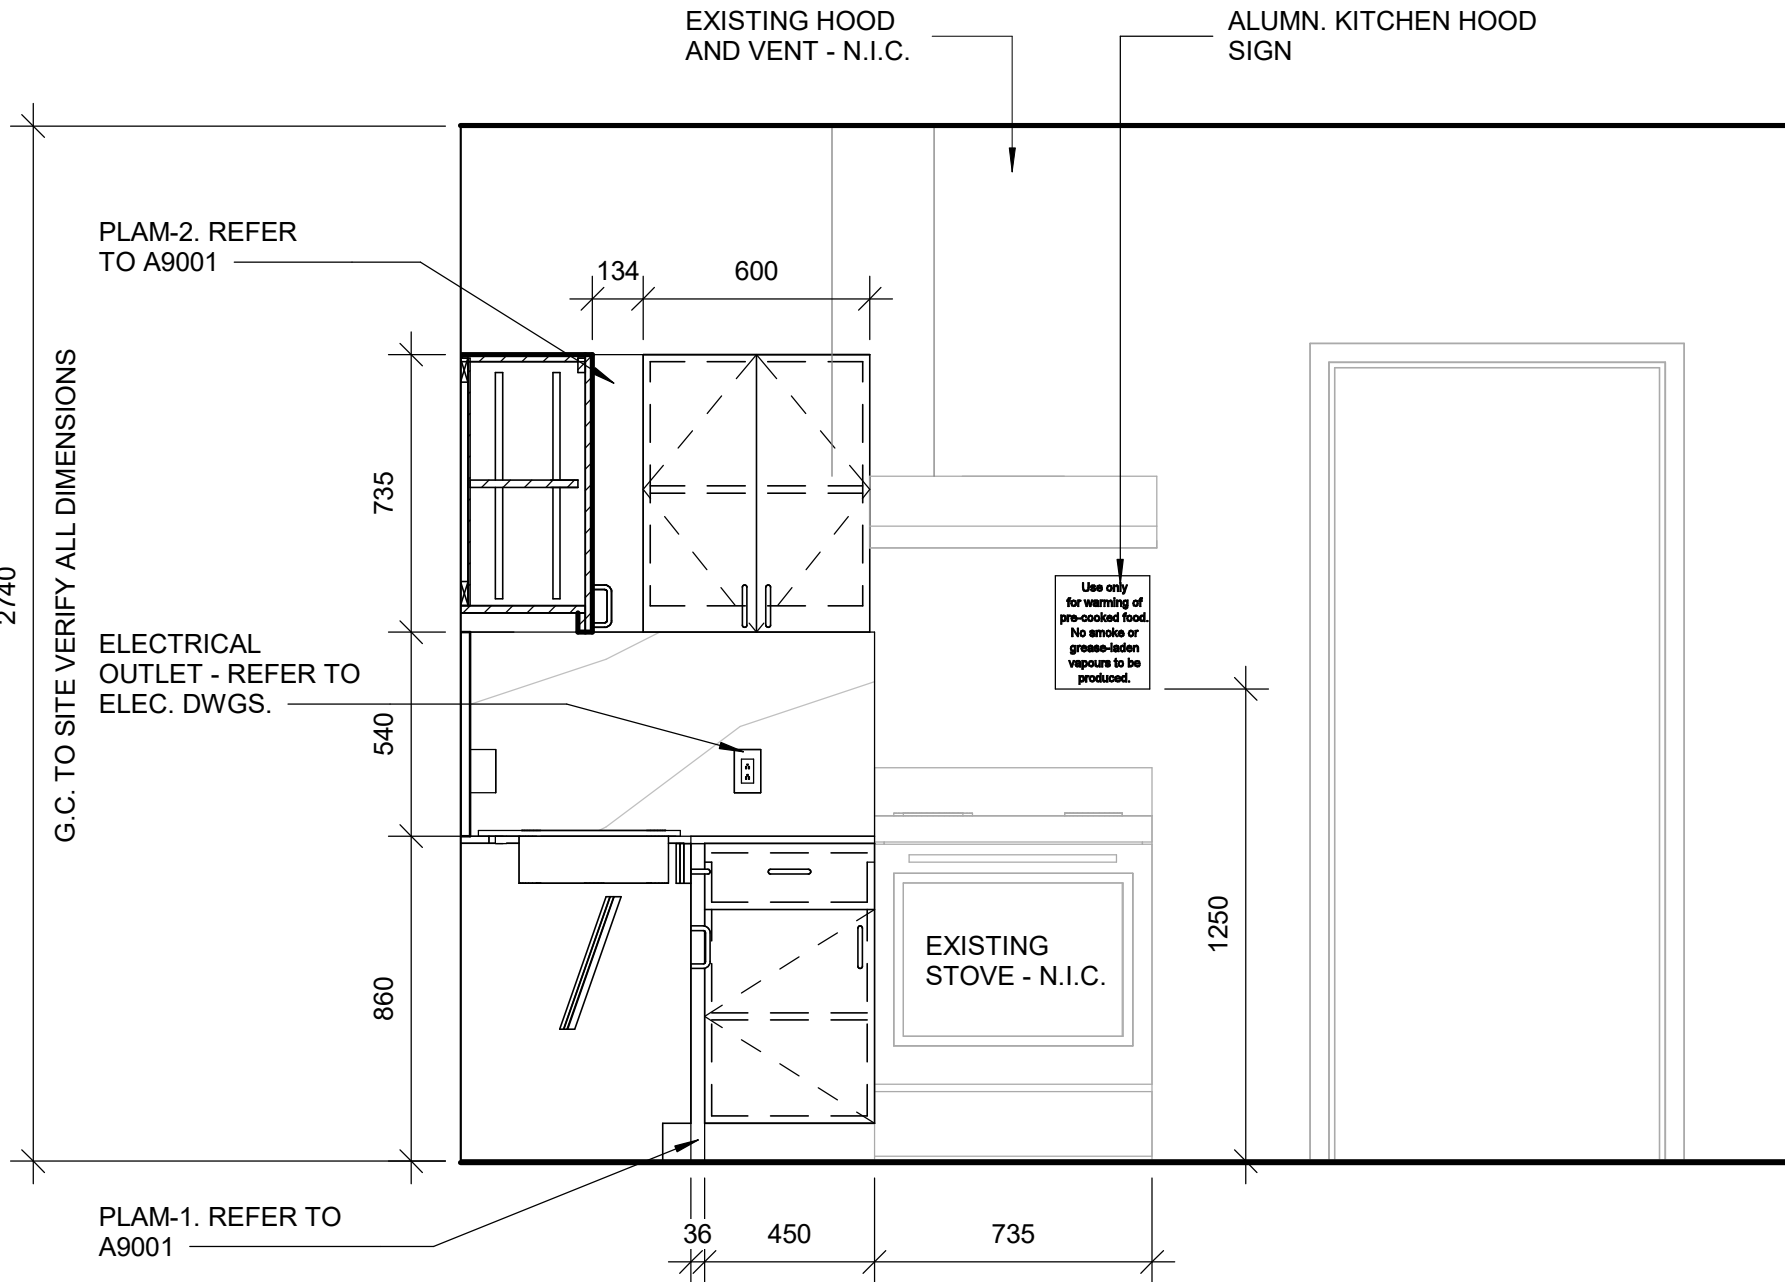 EXISTING HOOD
AND VENT - N.I.C.
ALUMN. KITCHEN HOOD
SIGN
PLAM-2. REFER
TO A9001
134
600
2740
G.C. TO SITE VERIFY ALL DIMENSIONS
735
Use only
for warming of
pre-cooked food.
No smoke or
grease-laden
vapours to be
produced.
ELECTRICAL
OUTLET - REFER TO
ELEC. DWGS.
540
860
EXISTING
STOVE - N.I.C.
1250
PLAM-1. REFER TO
A9001
36
450
735